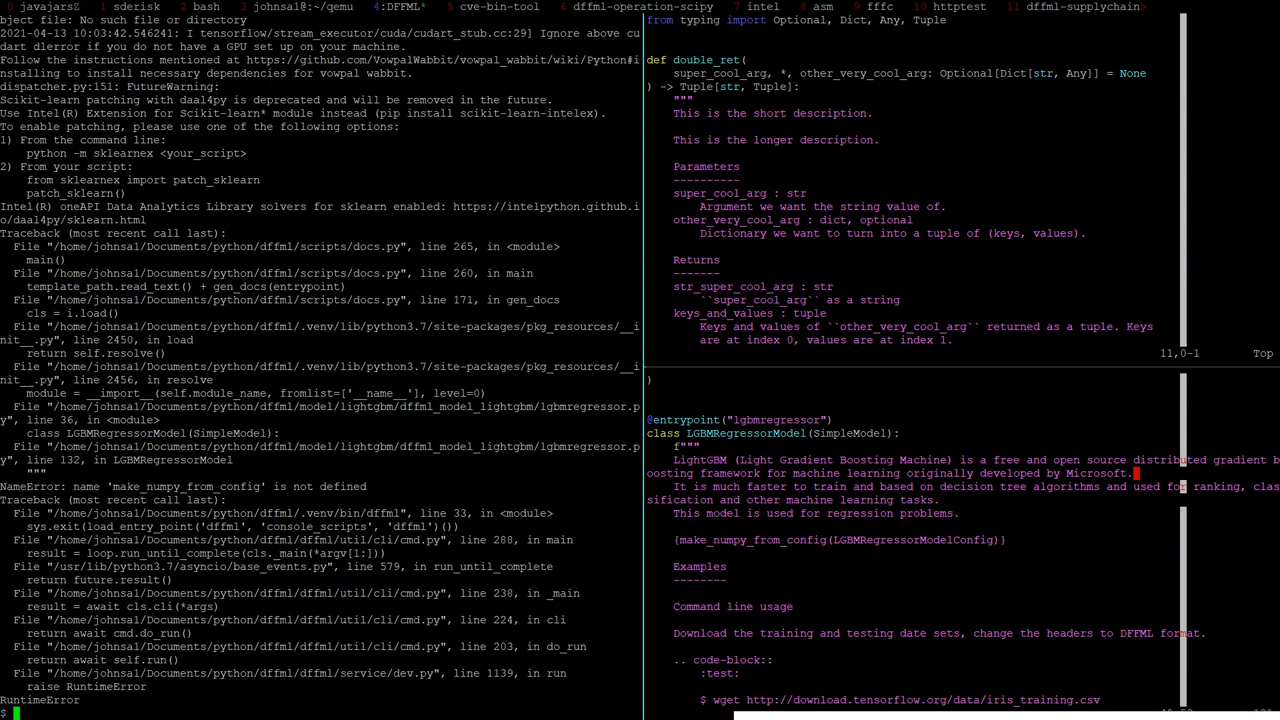 0 javajarsZ  1 sderisk  2 bash  3 johnsal@:~/qemu  4:DFFML*  5 cve-bin-tool  6 dffml-operation-scipy  7 intel  8 asm  9 fffc  10 httptest  11 dffml-supplychain>
bject file: No such file or directory
2021-04-13 10:03:42.546241: I tensorflow/stream_executor/cuda/cudart_stub.cc:29] Ignore above cu
dart dlerror if you do not have a GPU set up on your machine.
Follow the instructions mentioned at https://github.com/VowpalWabbit/vowpal_wabbit/wiki/Python#i
nstalling to install necessary dependencies for vowpal wabbit.
dispatcher.py:151: FutureWarning:
Scikit-learn patching with daal4py is deprecated and will be removed in the future.
Use Intel(R) Extension for Scikit-learn* module instead (pip install scikit-learn-intelex).
To enable patching, please use one of the following options:
1) From the command line:
    python -m sklearnex <your_script>
2) From your script:
    from sklearnex import patch_sklearn
    patch_sklearn()
Intel(R) oneAPI Data Analytics Library solvers for sklearn enabled: https://intelpython.github.i
o/daal4py/sklearn.html
Traceback (most recent call last):
  File "/home/johnsa1/Documents/python/dffml/scripts/docs.py", line 265, in <module>
    main()
  File "/home/johnsa1/Documents/python/dffml/scripts/docs.py", line 260, in main
    template_path.read_text() + gen_docs(entrypoint)
  File "/home/johnsa1/Documents/python/dffml/scripts/docs.py", line 171, in gen_docs
    cls = i.load()
  File "/home/johnsa1/Documents/python/dffml/.venv/lib/python3.7/site-packages/pkg_resources/__i
nit__.py", line 2450, in load
    return self.resolve()
  File "/home/johnsa1/Documents/python/dffml/.venv/lib/python3.7/site-packages/pkg_resources/__i
nit__.py", line 2456, in resolve
    module = __import__(self.module_name, fromlist=['__name__'], level=0)
  File "/home/johnsa1/Documents/python/dffml/model/lightgbm/dffml_model_lightgbm/lgbmregressor.p
y", line 36, in <module>
    class LGBMRegressorModel(SimpleModel):
  File "/home/johnsa1/Documents/python/dffml/model/lightgbm/dffml_model_lightgbm/lgbmregressor.p
y", line 132, in LGBMRegressorModel
    """
NameError: name 'make_numpy_from_config' is not defined
Traceback (most recent call last):
  File "/home/johnsa1/Documents/python/dffml/.venv/bin/dffml", line 33, in <module>
    sys.exit(load_entry_point('dffml', 'console_scripts', 'dffml')())
  File "/home/johnsa1/Documents/python/dffml/dffml/util/cli/cmd.py", line 288, in main
    result = loop.run_until_complete(cls._main(*argv[1:]))
  File "/usr/lib/python3.7/asyncio/base_events.py", line 579, in run_until_complete
    return future.result()
  File "/home/johnsa1/Documents/python/dffml/dffml/util/cli/cmd.py", line 238, in _main
    result = await cls.cli(*args)
  File "/home/johnsa1/Documents/python/dffml/dffml/util/cli/cmd.py", line 224, in cli
    return await cmd.do_run()
  File "/home/johnsa1/Documents/python/dffml/dffml/util/cli/cmd.py", line 203, in do_run
    return await self.run()
  File "/home/johnsa1/Documents/python/dffml/dffml/service/dev.py", line 1139, in run
    raise RuntimeError
RuntimeError
$
from typing import Optional, Dict, Any, Tuple
def double_ret(
    super_cool_arg, *, other_very_cool_arg: Optional[Dict[str, Any]] = None
) -> Tuple[str, Tuple]:
    """
    This is the short description.
    This is the longer description.
    Parameters
    ----------
    super_cool_arg : str
        Argument we want the string value of.
    other_very_cool_arg : dict, optional
        Dictionary we want to turn into a tuple of (keys, values).
    Returns
    -------
    str_super_cool_arg : str
        ``super_cool_arg`` as a string
    keys_and_values : tuple
        Keys and values of ``other_very_cool_arg`` returned as a tuple. Keys
        are at index 0, values are at index 1.
11,0-1 Top
)
@entrypoint("lgbmregressor")
class LGBMRegressorModel(SimpleModel):
    f"""
    LightGBM (Light Gradient Boosting Machine) is a free and open source distributed gradient b
oosting framework for machine learning originally developed by Microsoft.
    It is much faster to train and based on decision tree algorithms and used for ranking, clas
sification and other machine learning tasks.
    This model is used for regression problems.
    {make_numpy_from_config(LGBMRegressorModelConfig)}
    Examples
    --------
    Command line usage
    Download the training and testing date sets, change the headers to DFFML format.
    .. code-block::
        :test:
        $ wget http://download.tensorflow.org/data/iris_training.csv